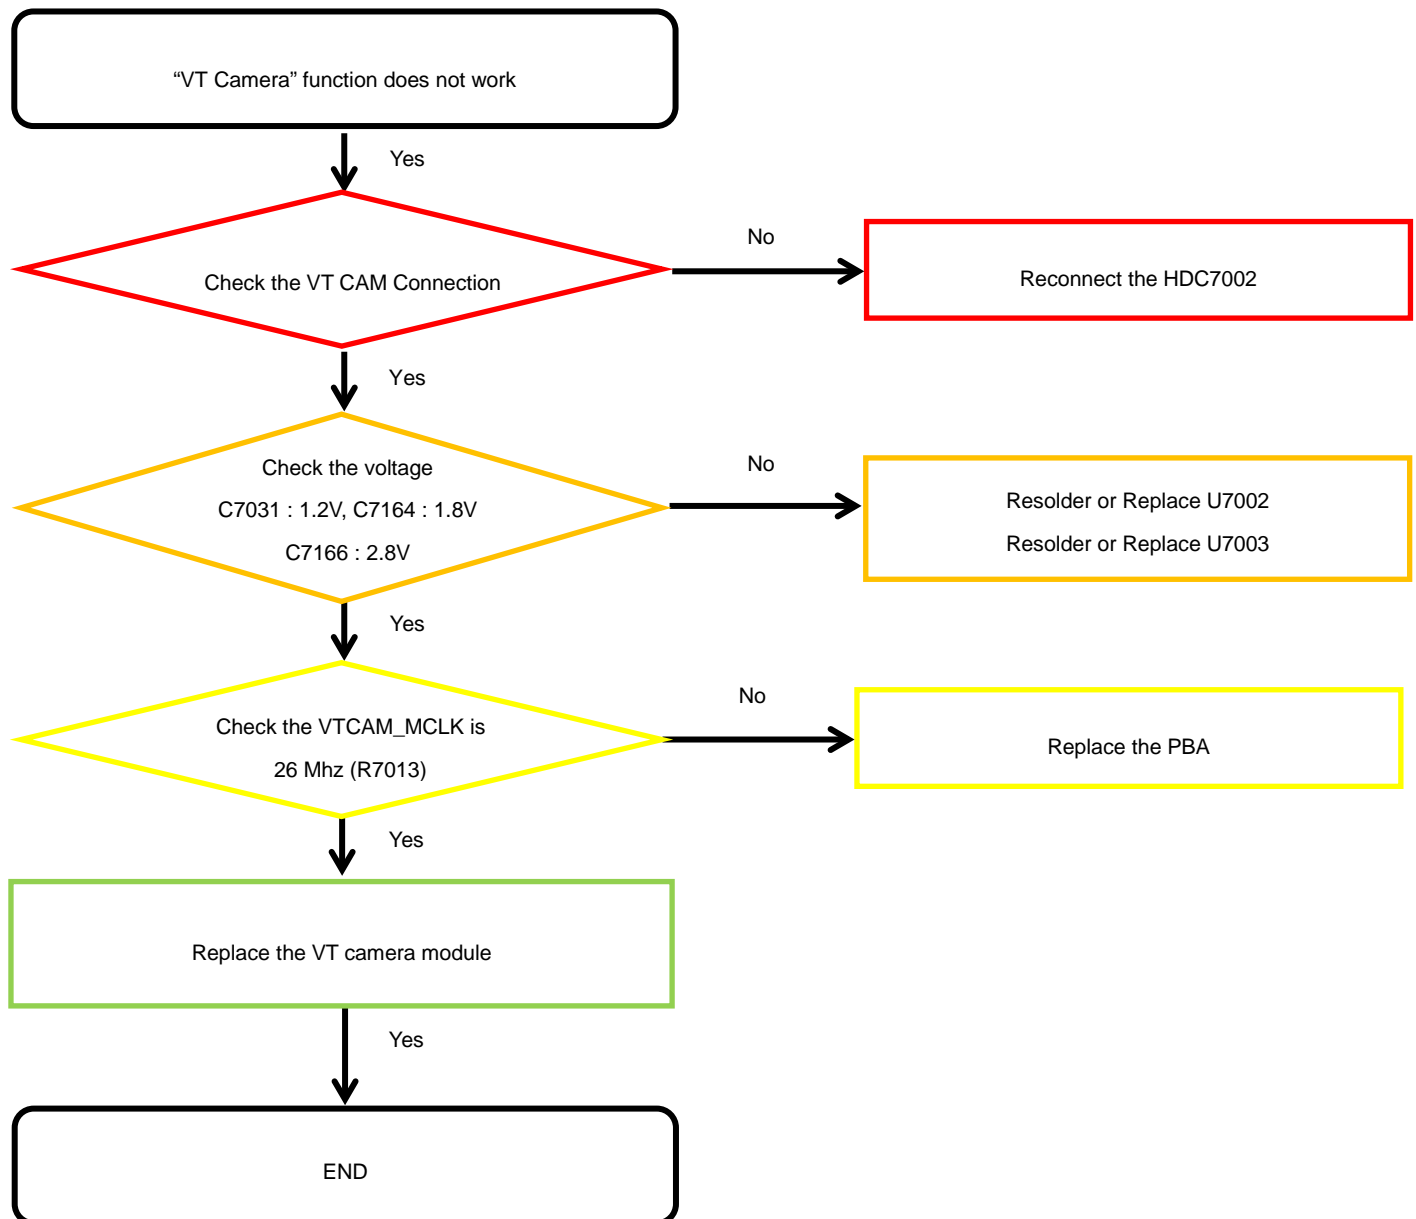 “VT Camera” function does not work
Yes
Check the VT CAM Connection
No
Reconnect the HDC7002
Yes
Check the voltage
C7031 : 1.2V, C7164 : 1.8V
C7166 : 2.8V
No
Resolder or Replace U7002
Resolder or Replace U7003
Yes
Check the VTCAM_MCLK is
26 Mhz (R7013)
No
Replace the PBA
Yes
Replace the VT camera module
Yes
END